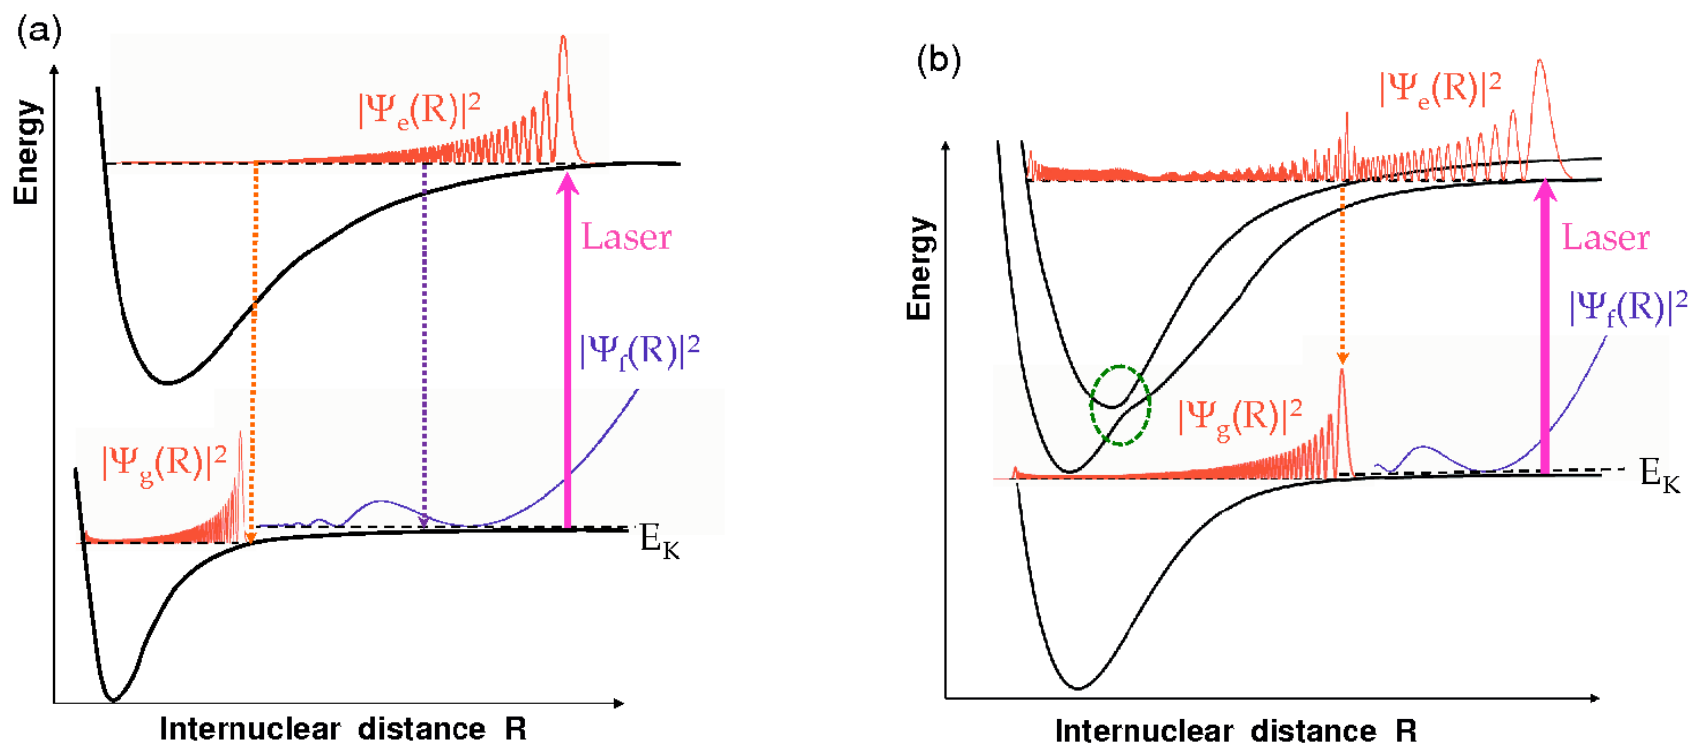 (a)
Energy
|Ψe(R)|²
Laser
|Ψf(R)|²
|Ψg(R)|²
EK
Internuclear distance R
(b)
Energy
|Ψe(R)|²
Laser
|Ψf(R)|²
|Ψg(R)|²
EK
Internuclear distance R